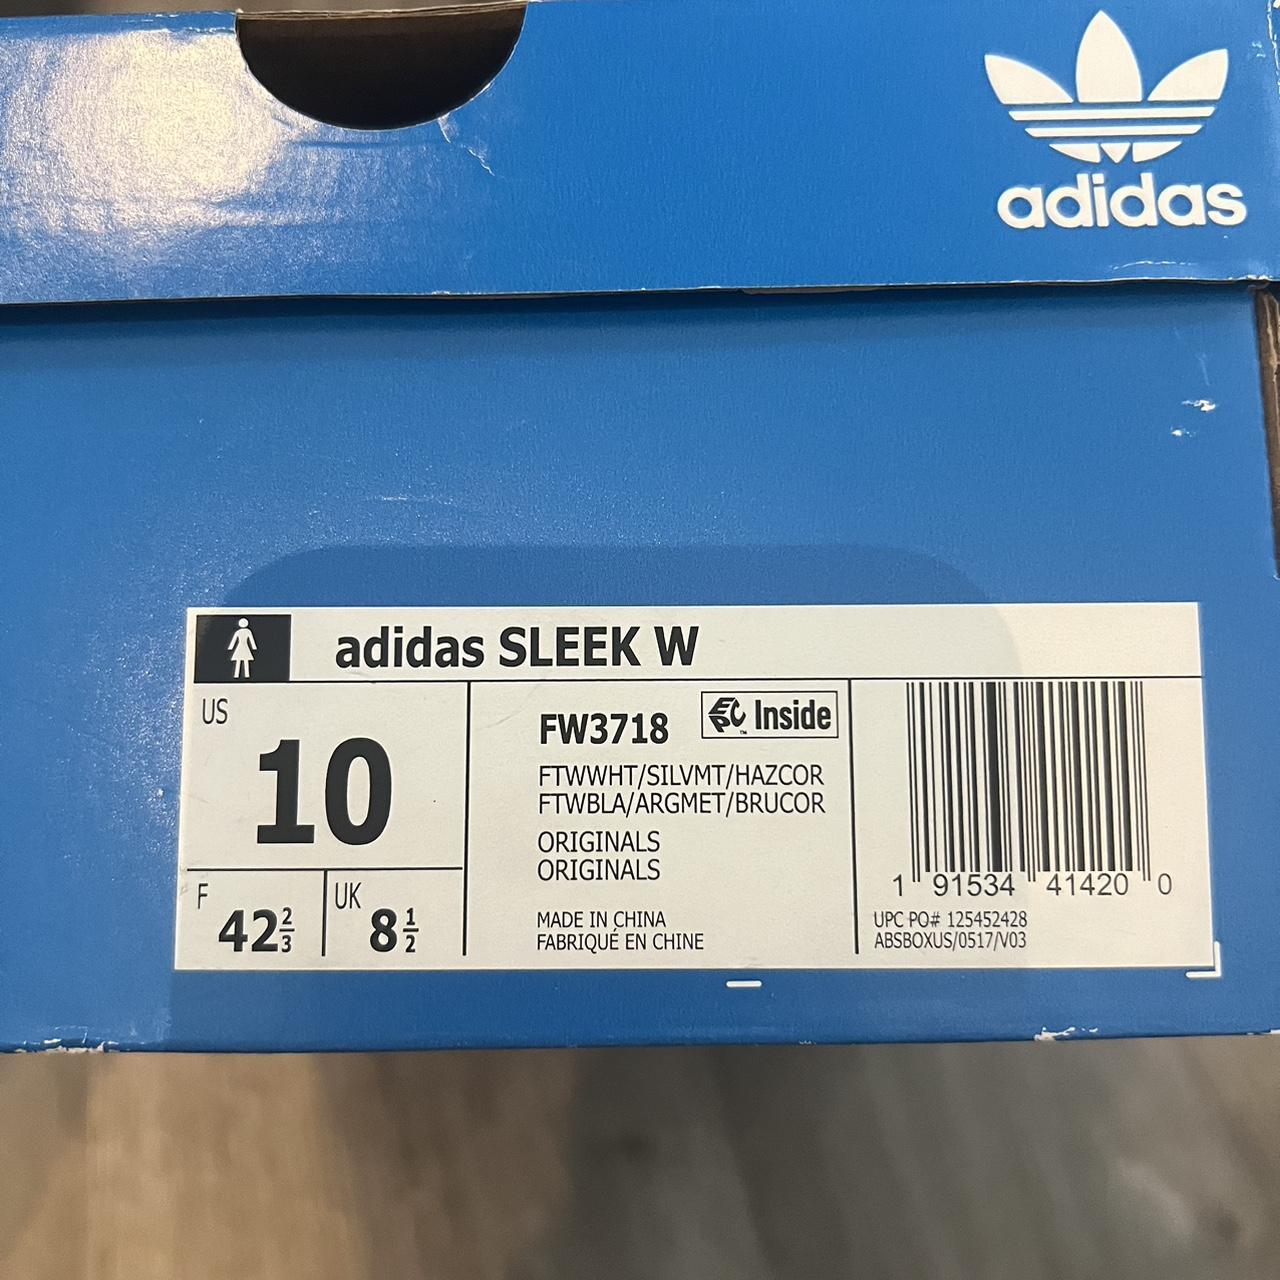 adidas
adidas SLEEK W
US
10
F
42 2/3
UK
8 1/2
FW3718
EPC Inside
™
FTWWHT/SILVMT/HAZCOR
FTWBLA/ARGMET/BRUCOR
ORIGINALS
ORIGINALS
MADE IN CHINA
FABRIQUÉ EN CHINE
1 91534 41420 0
UPC PO# 125452428
ABSBOXUS/0517/V03